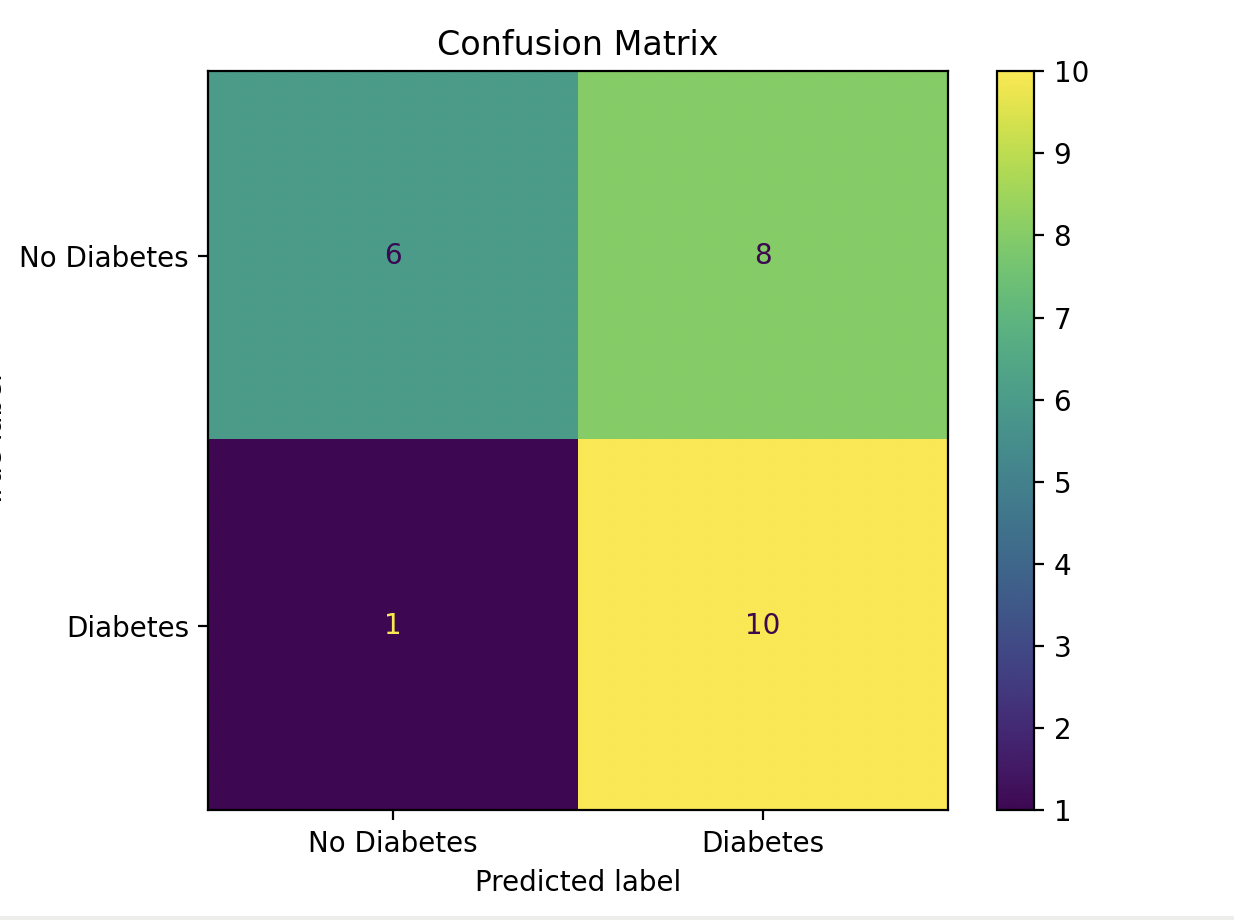 Confusion Matrix
10
9
8
7
6
5
4
3
2
1
No Diabetes
6
8
Diabetes
1
10
No Diabetes
Diabetes
Predicted label